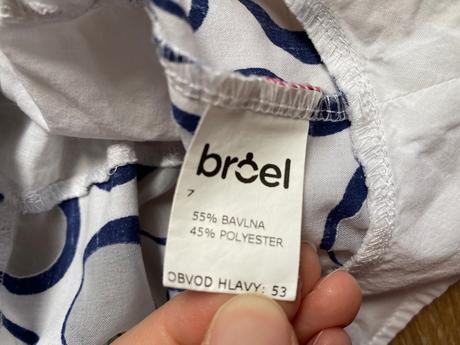 broel
7
55% BAVLNA
45% POLYESTER
OBVOD HLAVY: 53